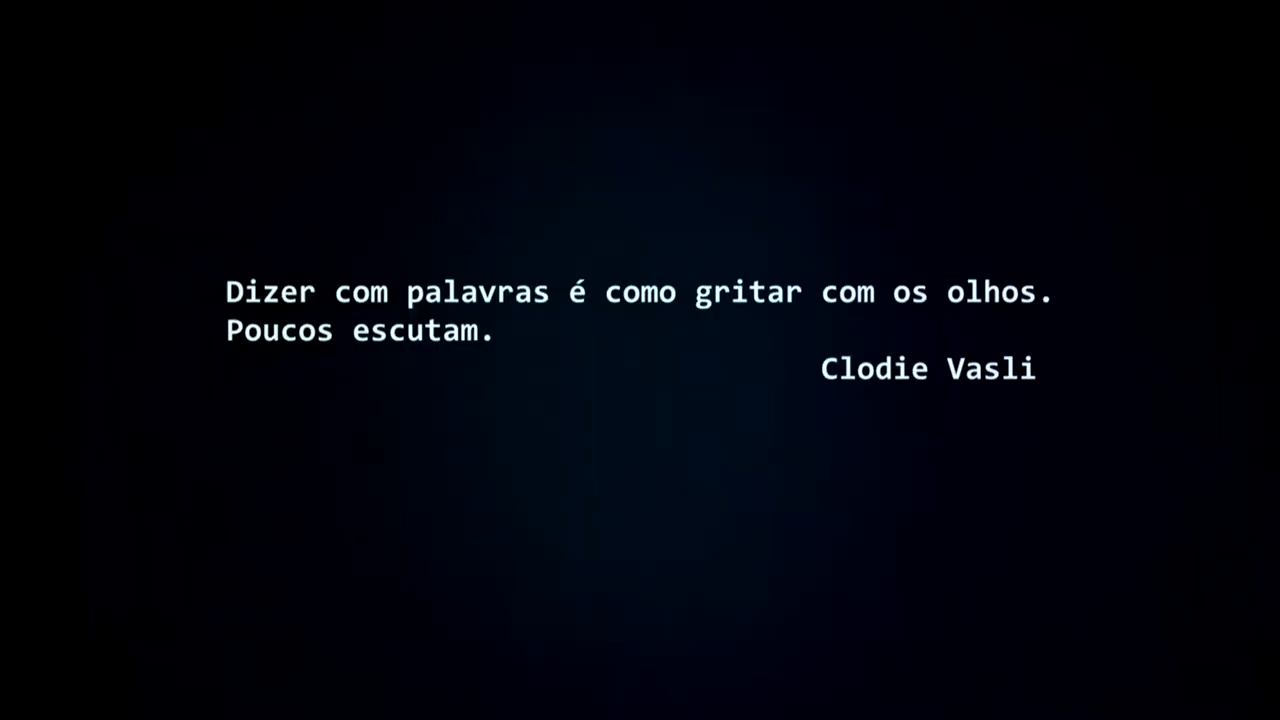 Dizer com palavras é como gritar com os olhos.
Poucos escutam.
Clodie Vasli